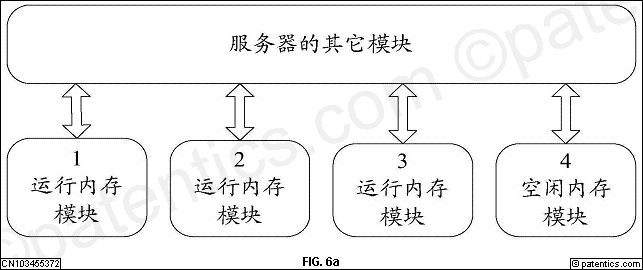 服务器的其它模块
1
运行内存
模块
2
运行内存
模块
3
运行内存
模块
4
空闲内存
模块
CN103455372
FIG. 6a
© patentics.com
© patentics.com